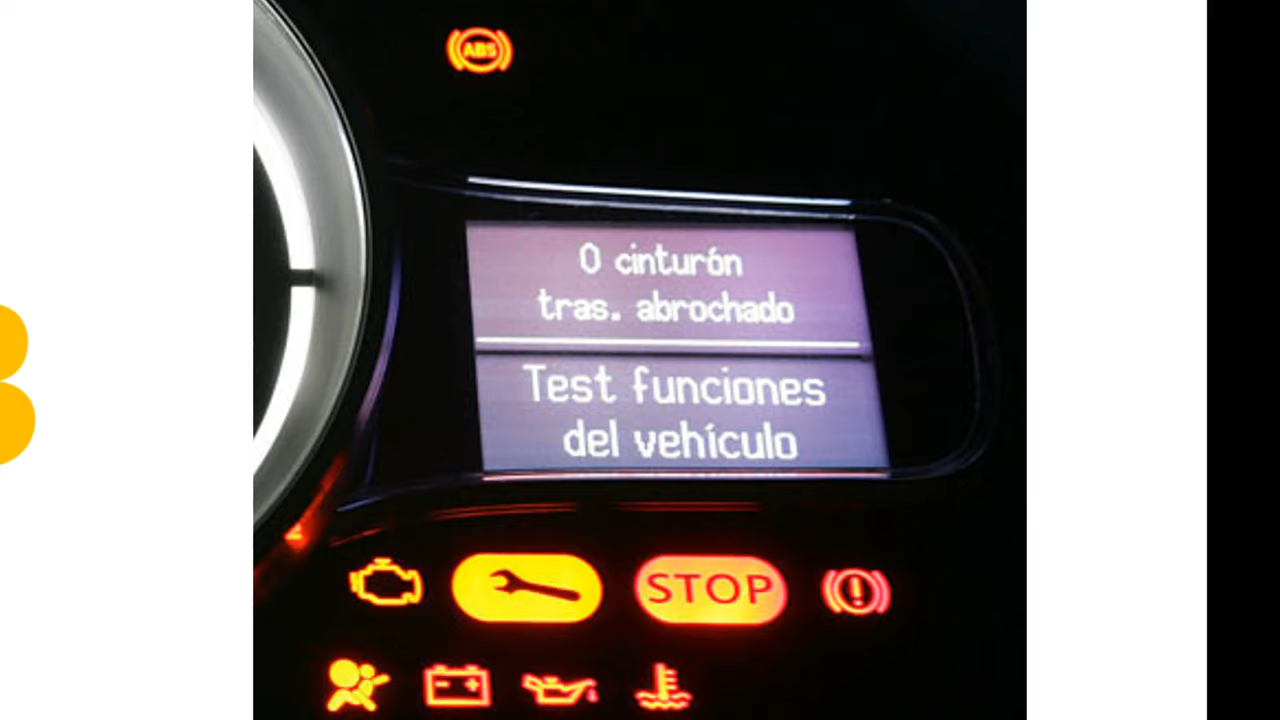 ABS
0 cinturón
tras. abrochado
Test funciones
del vehículo
STOP